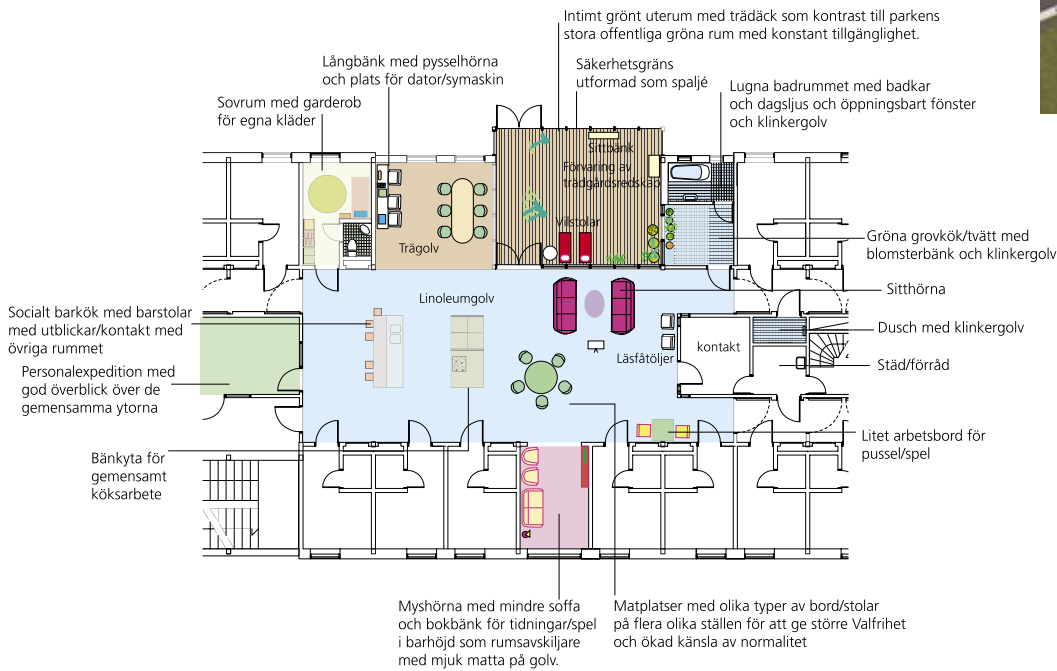 Intimt grönt uterum med trädäck som kontrast till parkens
stora offentliga gröna rum med konstant tillgänglighet.
Långbänk med pysselhörna
och plats för dator/symaskin
Säkerhetsgräns
utformad som spaljé
Lugna badrummet med badkar
och dagsljus och öppningsbart fönster
och klinkergolv
Sovrum med garderob
för egna kläder
Sittbänk
Förvaring av
trädgårdsredskap
Vilstolar
Trägolv
Gröna grovkök/tvätt med
blomsterbänk och klinkergolv
Linoleumgolv
Sitthörna
Socialt barkök med barstolar
med utblickar/kontakt med
övriga rummet
Dusch med klinkergolv
kontakt
Läsfåtöljer
Städ/förråd
Personalexpedition med
god överblick över de
gemensamma ytorna
Litet arbetsbord för
pussel/spel
Bänkyta för
gemensamt
köksarbete
Myshörna med mindre soffa
och bokbänk för tidningar/spel
i barhöjd som rumsavskiljare
med mjuk matta på golv.
Matplatser med olika typer av bord/stolar
på flera olika ställen för att ge större Valfrihet
och ökad känsla av normalitet